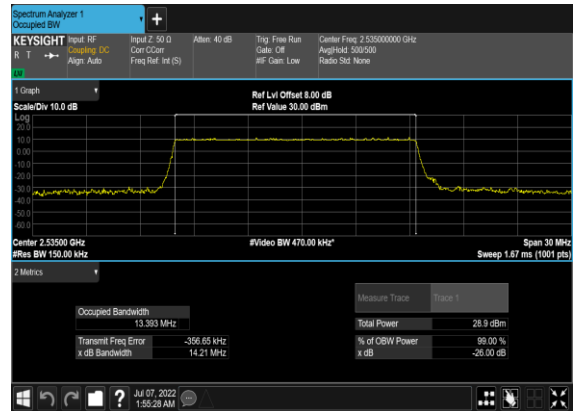 Spectrum Analyzer 1
Occupied BW
+
KEYSIGHT Input: RF Input Z: 50 Ω Atten: 40 dB Trig: Free Run Center Freq: 2.535000000 GHz
R T Coupling: DC Corr CCorr Gate: Off Avg|Hold: 500/500
Align: Auto Freq Ref: Int (S) #IF Gain: Low Radio Std: None
1 Graph
Ref Lvl Offset 8.00 dB
Scale/Div 10.0 dB Ref Value 30.00 dBm
Log
20.0
10.0
0.00
-10.0
-20.0
-30.0
-40.0
-50.0
-60.0
Center 2.53500 GHz #Video BW 470.00 kHz* Span 30 MHz
#Res BW 150.00 kHz Sweep 1.67 ms (1001 pts)
2 Metrics
Measure Trace Trace 1
Occupied Bandwidth
13.393 MHz Total Power 28.9 dBm
Transmit Freq Error -356.65 kHz % of OBW Power 99.00 %
x dB Bandwidth 14.21 MHz x dB -26.00 dB
? Jul 07, 2022
1:55:28 AM